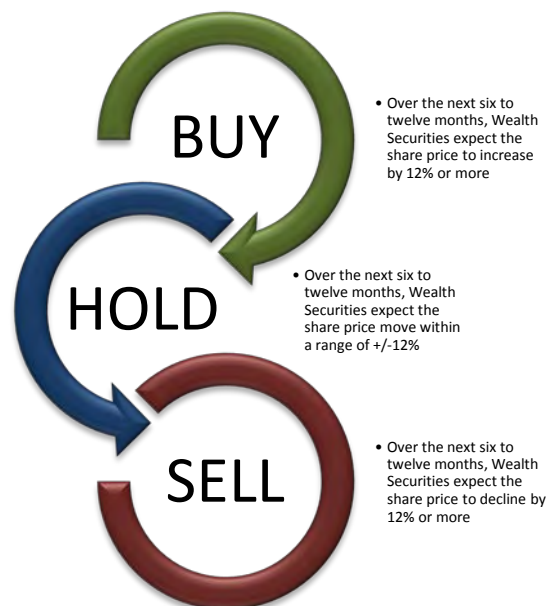 BUY
• Over the next six to
twelve months, Wealth
Securities expect the
share price to increase
by 12% or more
HOLD
• Over the next six to
twelve months, Wealth
Securities expect the
share price move within
a range of +/-12%
SELL
• Over the next six to
twelve months, Wealth
Securities expect the
share price to decline by
12% or more